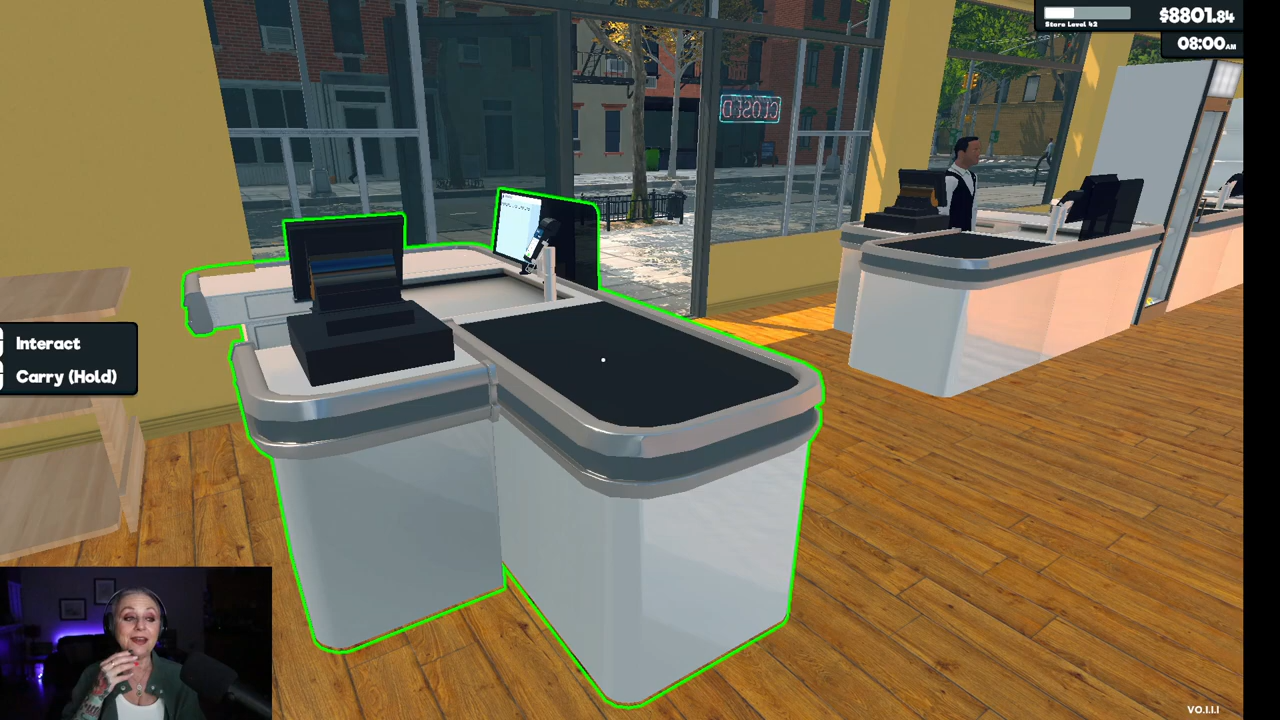 $8801.84
Store Level 42
08:00AM
CLOSED
Interact
Carry (Hold)
V0.1.1.1